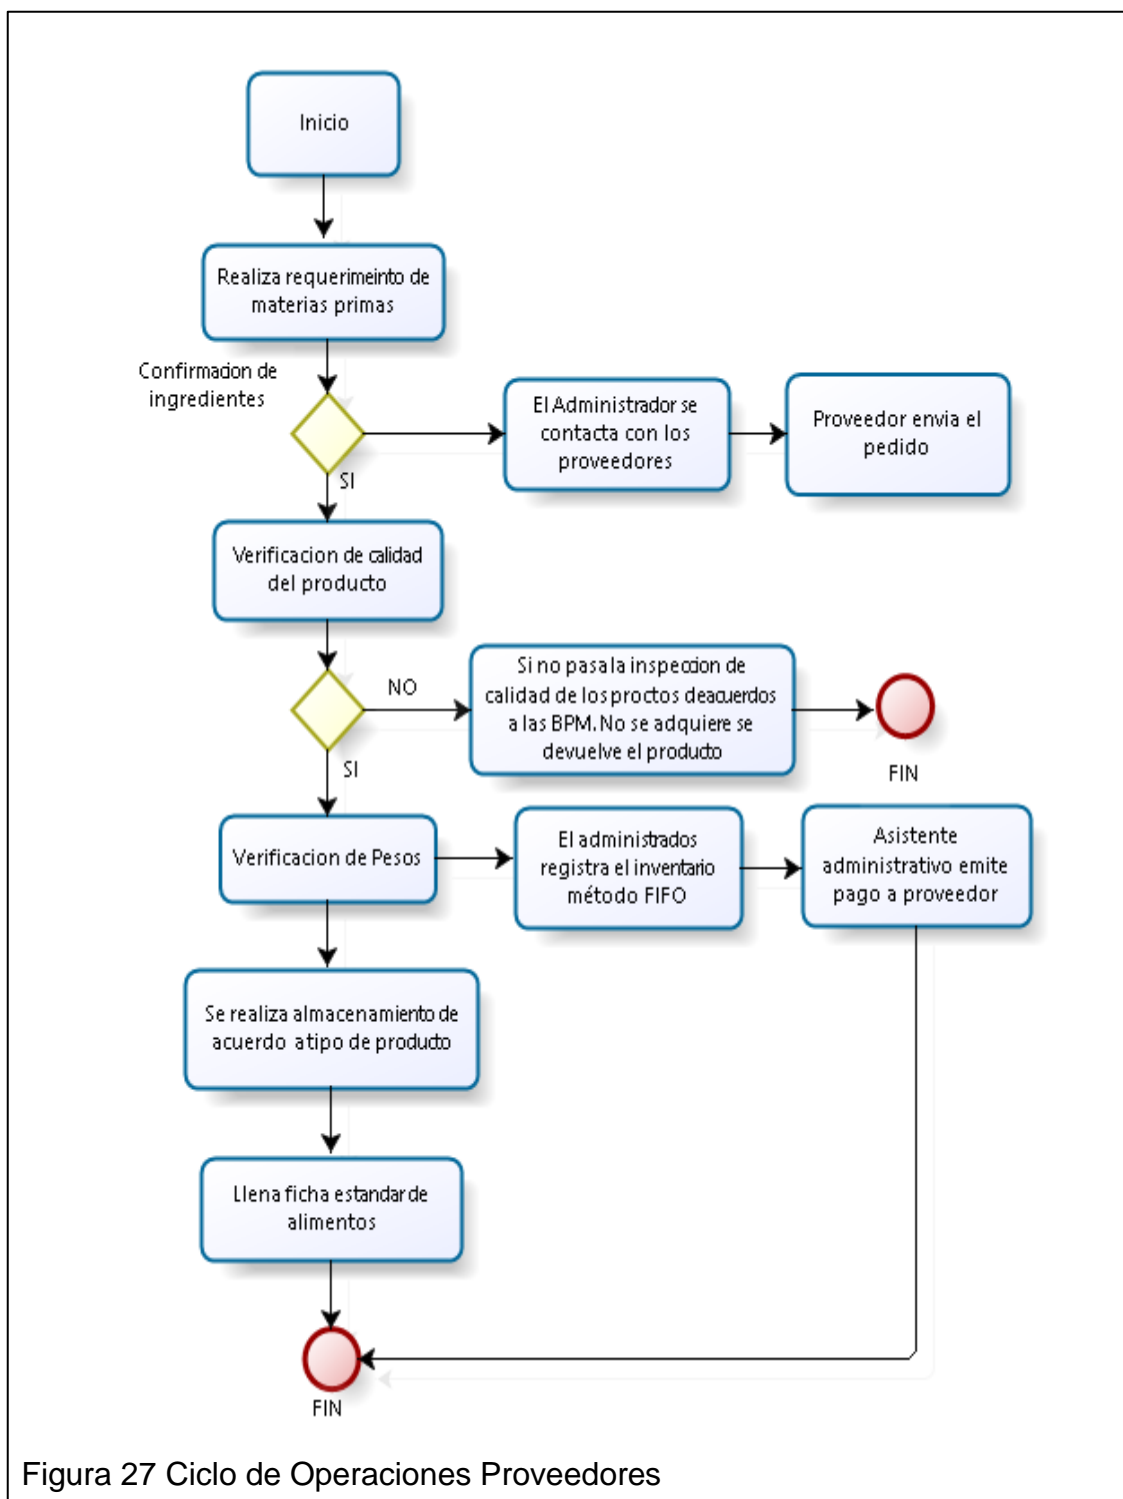 Inicio
Realiza requerimeinto de
materias primas
Confirmacion de
ingredientes
El Administrador se
contacta con los
proveedores
Proveedor envia el
pedido
SI
Verificacion de calidad
del producto
NO
Si no pasa la inspeccion de
calidad de los proctos deacuerdos
a las BPM. No se adquiere se
devuelve el producto
FIN
SI
Verificacion de Pesos
El administrados
registra el inventario
método FIFO
Asistente
administrativo emite
pago a proveedor
Se realiza almacenamiento de
acuerdo a tipo de producto
Llena ficha estandar de
alimentos
FIN
Figura 27 Ciclo de Operaciones Proveedores